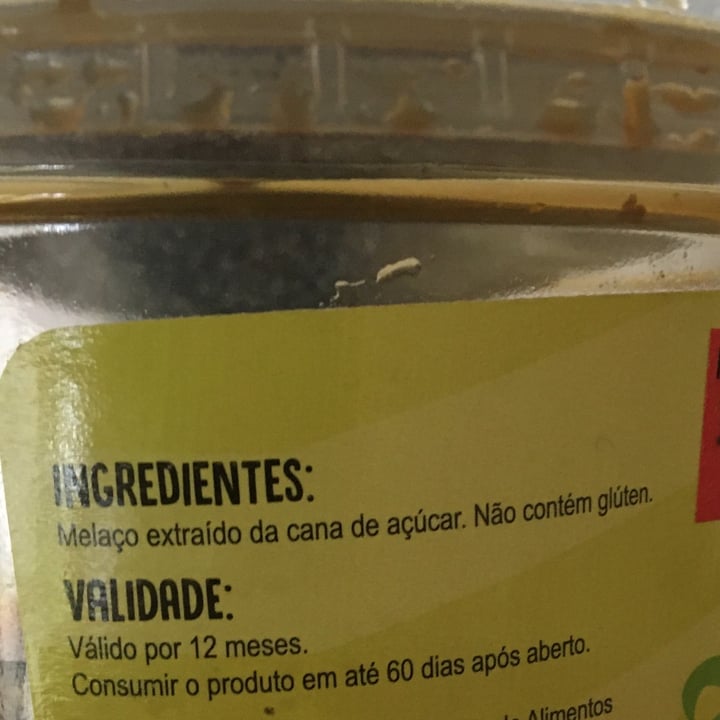 INGREDIENTES:
Melaço extraído da cana de açúcar. Não contém glúten.
VALIDADE:
Válido por 12 meses.
Consumir o produto em até 60 dias após aberto.
Alimentos